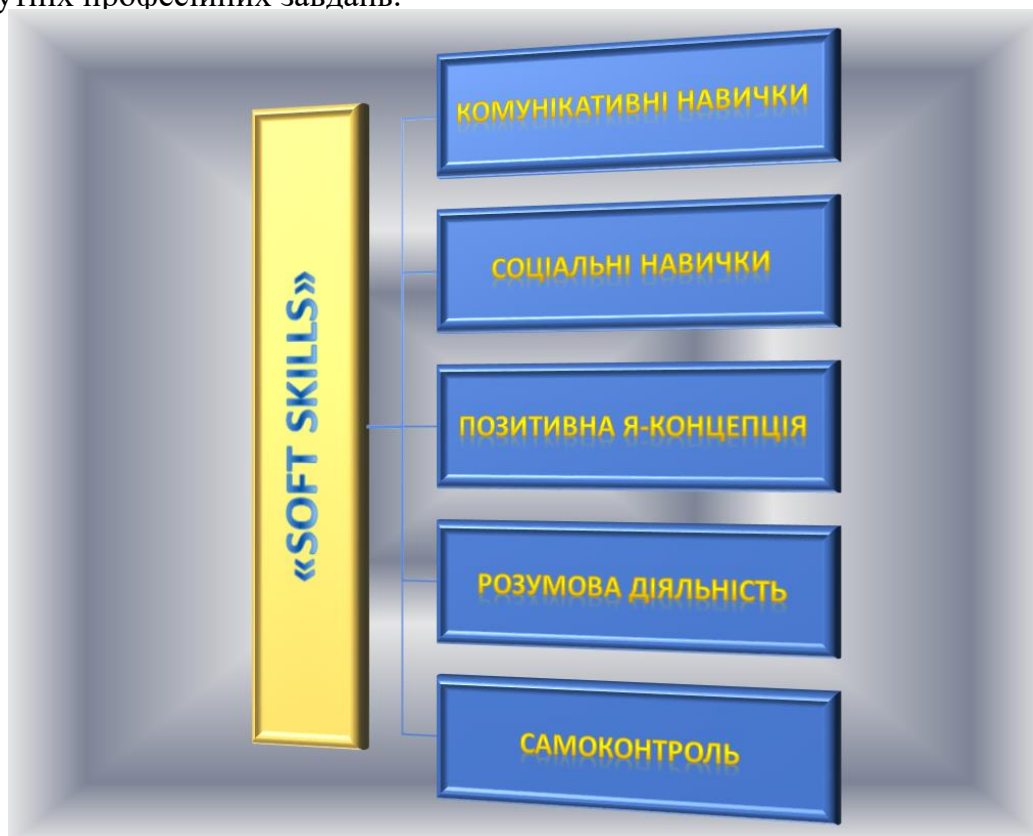 професійних завдань.
«SOFT SKILLS»
КОМУНІКАТИВНІ НАВИЧКИ
СОЦІАЛЬНІ НАВИЧКИ
ПОЗИТИВНА Я-КОНЦЕПЦІЯ
РОЗУМОВА ДІЯЛЬНІСТЬ
САМОКОНТРОЛЬ